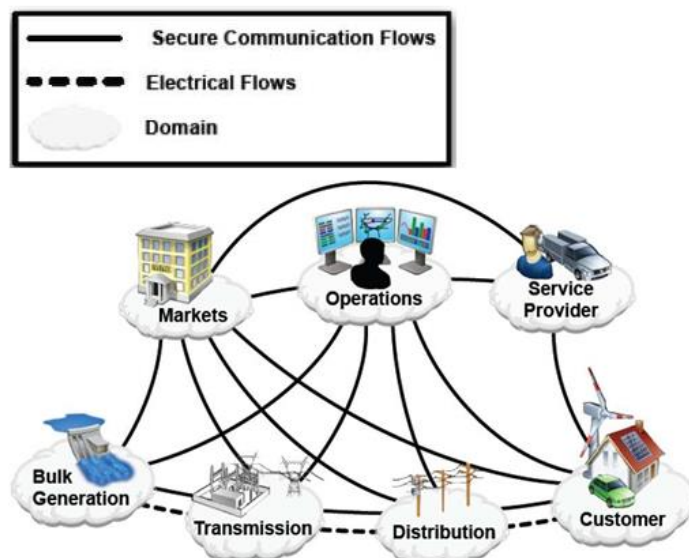 Secure Communication Flows
Electrical Flows
Domain
Markets
Operations
Service
Provider
Bulk
Generation
Transmission
Distribution
Customer